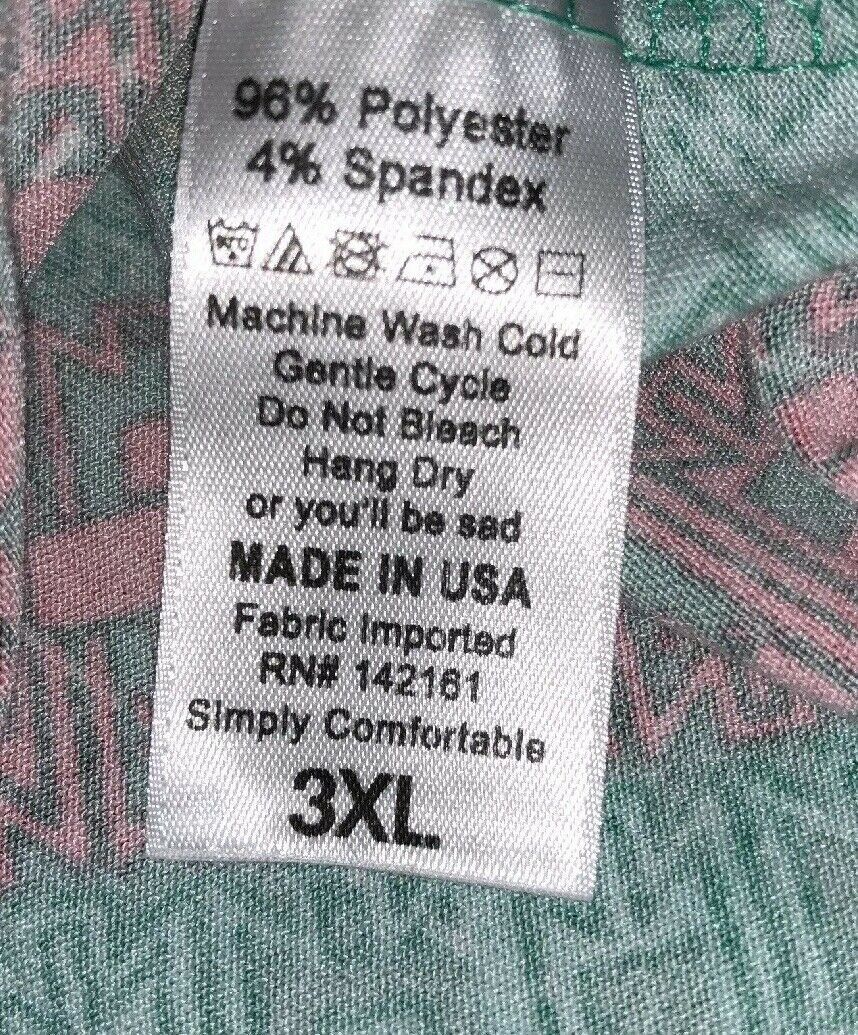 96% Polyester
4% Spandex
30°C
Machine Wash Cold
Gentle Cycle
Do Not Bleach
Hang Dry
or you'll be sad
MADE IN USA
Fabric Imported
RN# 142161
Simply Comfortable
3XL